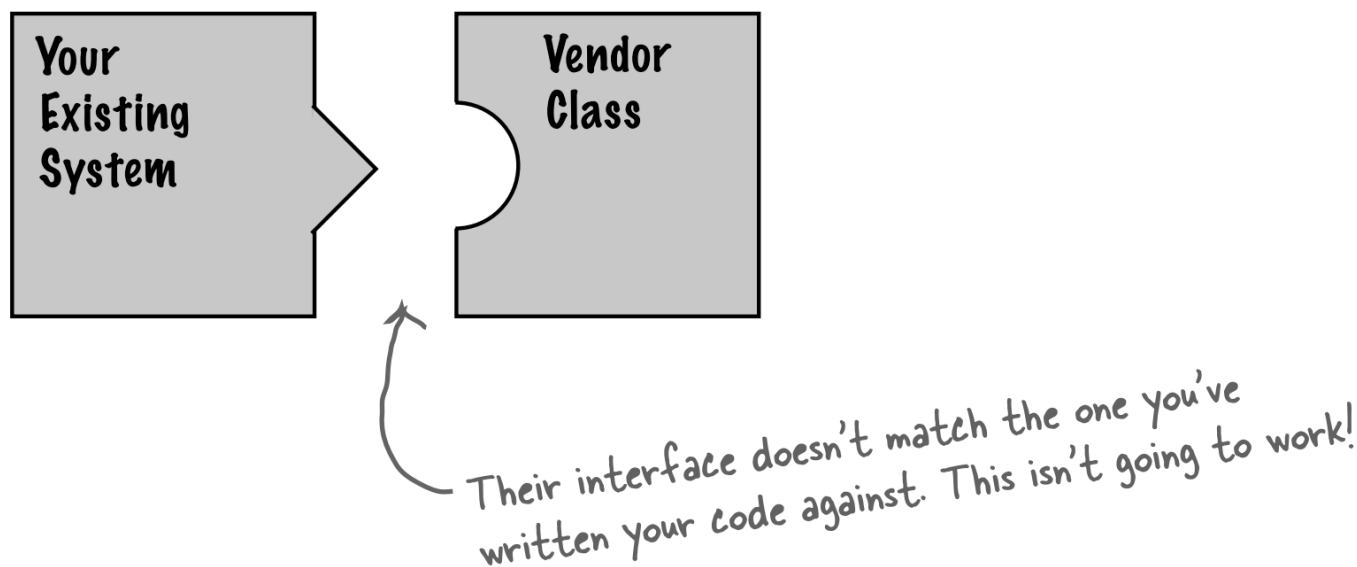 Your
Existing
System
Vendor
Class
Their interface doesn't match the one you've
written your code against. This isn't going to work!